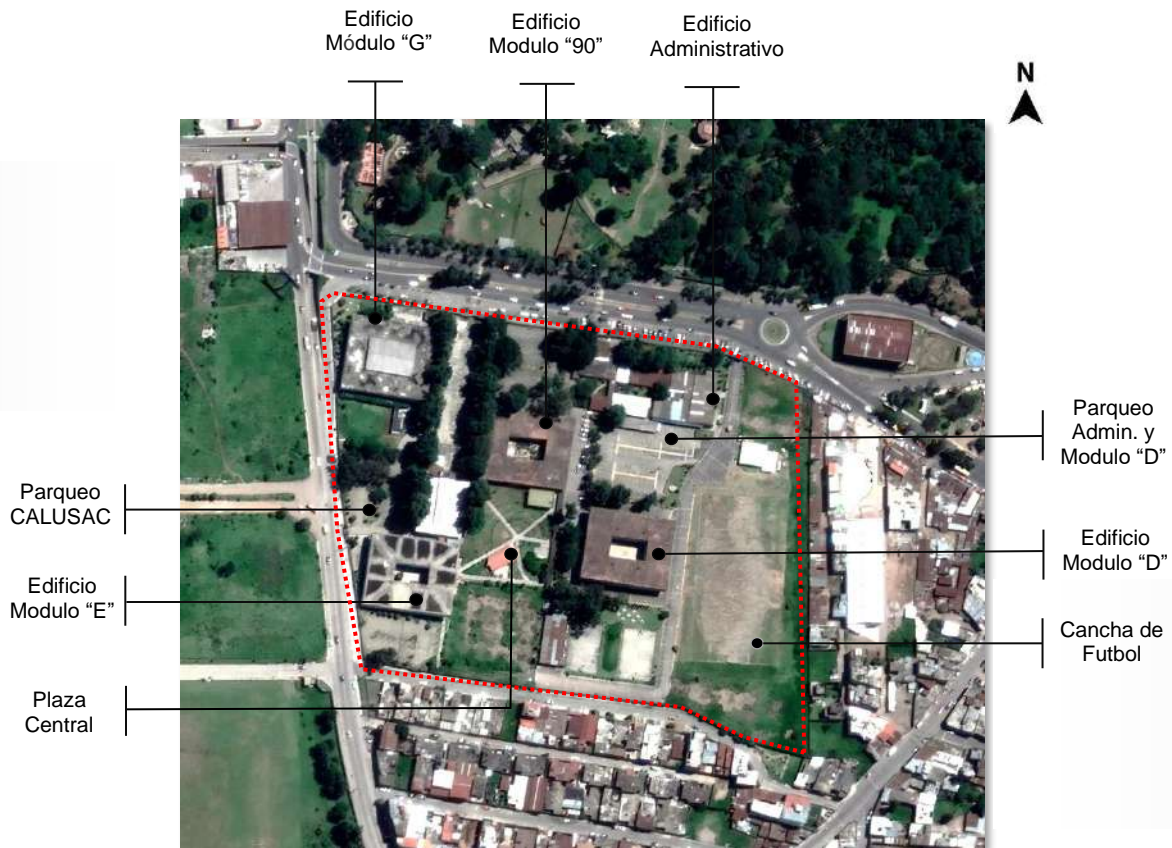 Edificio
Módulo “G”
Edificio
Modulo “90”
Edificio
Administrativo
N
Parqueo
Admin. y
Modulo “D”
Parqueo
CALUSAC
Edificio
Modulo “D”
Edificio
Modulo “E”
Cancha de
Futbol
Plaza
Central